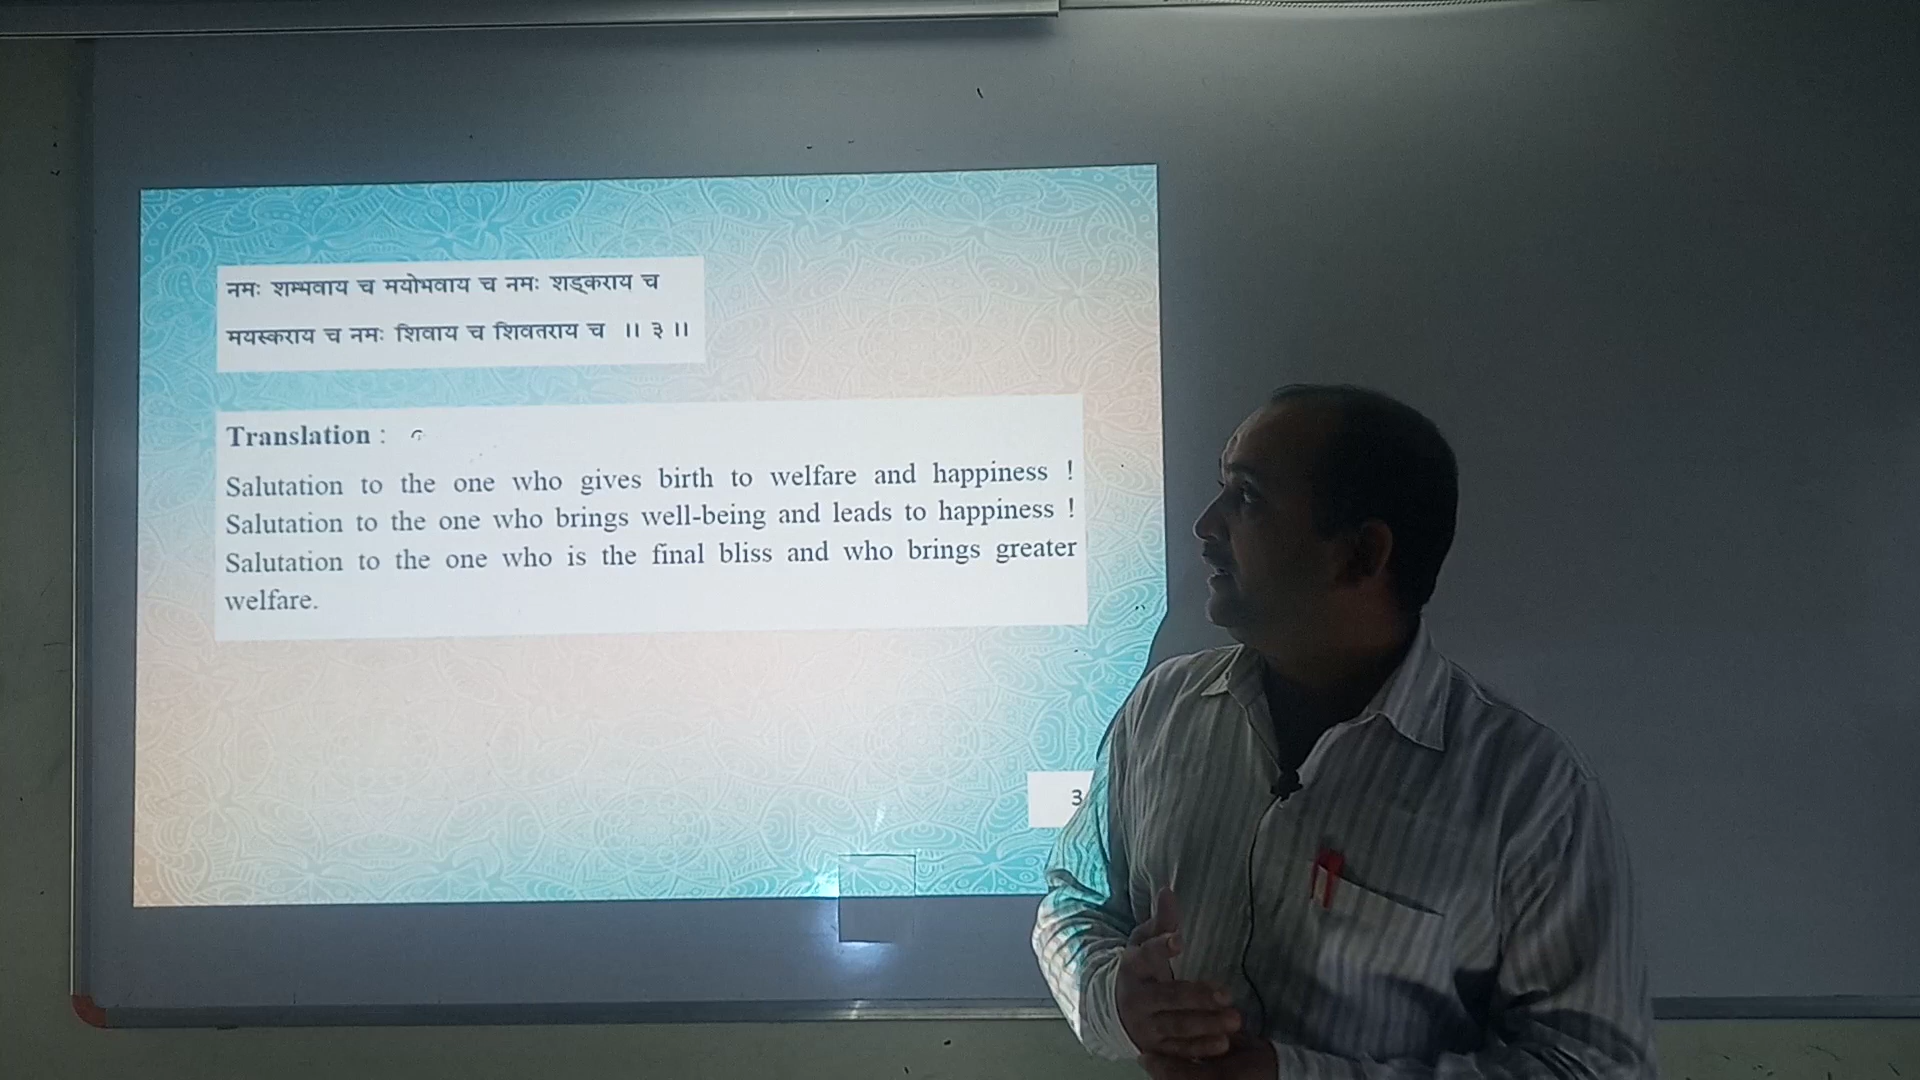 नमः शम्भवाय च मयोभवाय च नमः शङ्कराय च
मयस्कराय च नमः शिवाय च शिवतराय च ॥ ३ ॥
Translation :
Salutation to the one who gives birth to welfare and happiness !
Salutation to the one who brings well-being and leads to happiness !
Salutation to the one who is the final bliss and who brings greater
welfare.
3